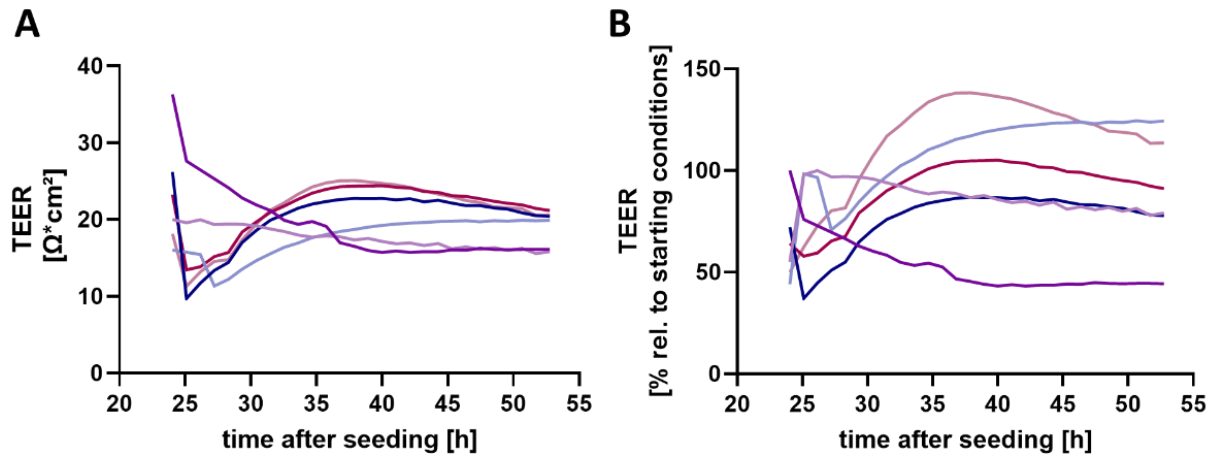 A
TEER
[Ω*cm²]
40
30
20
10
0
20 25 30 35 40 45 50 55
time after seeding [h]
B
TEER
[% rel. to starting conditions]
150
100
50
0
20 25 30 35 40 45 50 55
time after seeding [h]